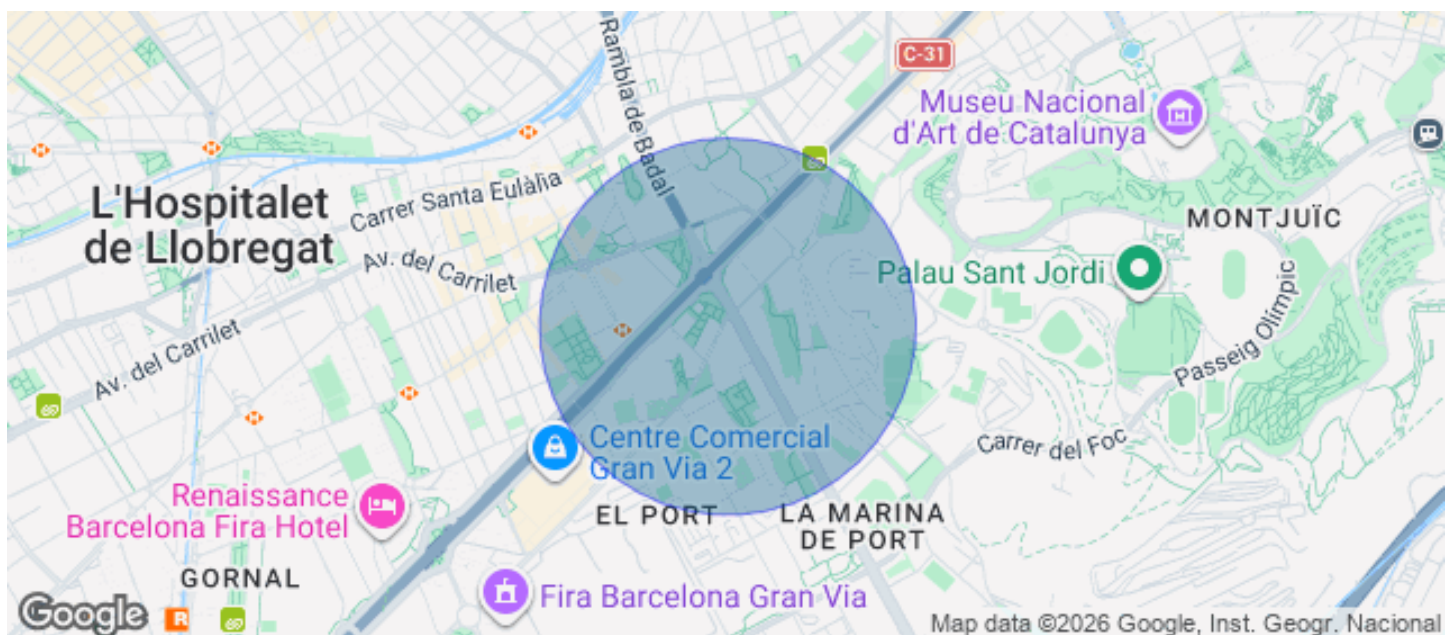 C-31
Rambla de Badal
Museu Nacional
d'Art de Catalunya
L'Hospitalet
de Llobregat
Carrer Santa Eulàlia
MONTJUÏC
Av. del Carrilet
Palau Sant Jordi
Av. del Carrilet
Passeig Olímpic
Centre Comercial
Gran Via 2
Carrer del Foc
Renaissance
Barcelona Fira Hotel
EL PORT
LA MARINA
DE PORT
GORNAL
Fira Barcelona Gran Via
Google
R
Map data ©2026 Google, Inst. Geogr. Nacional